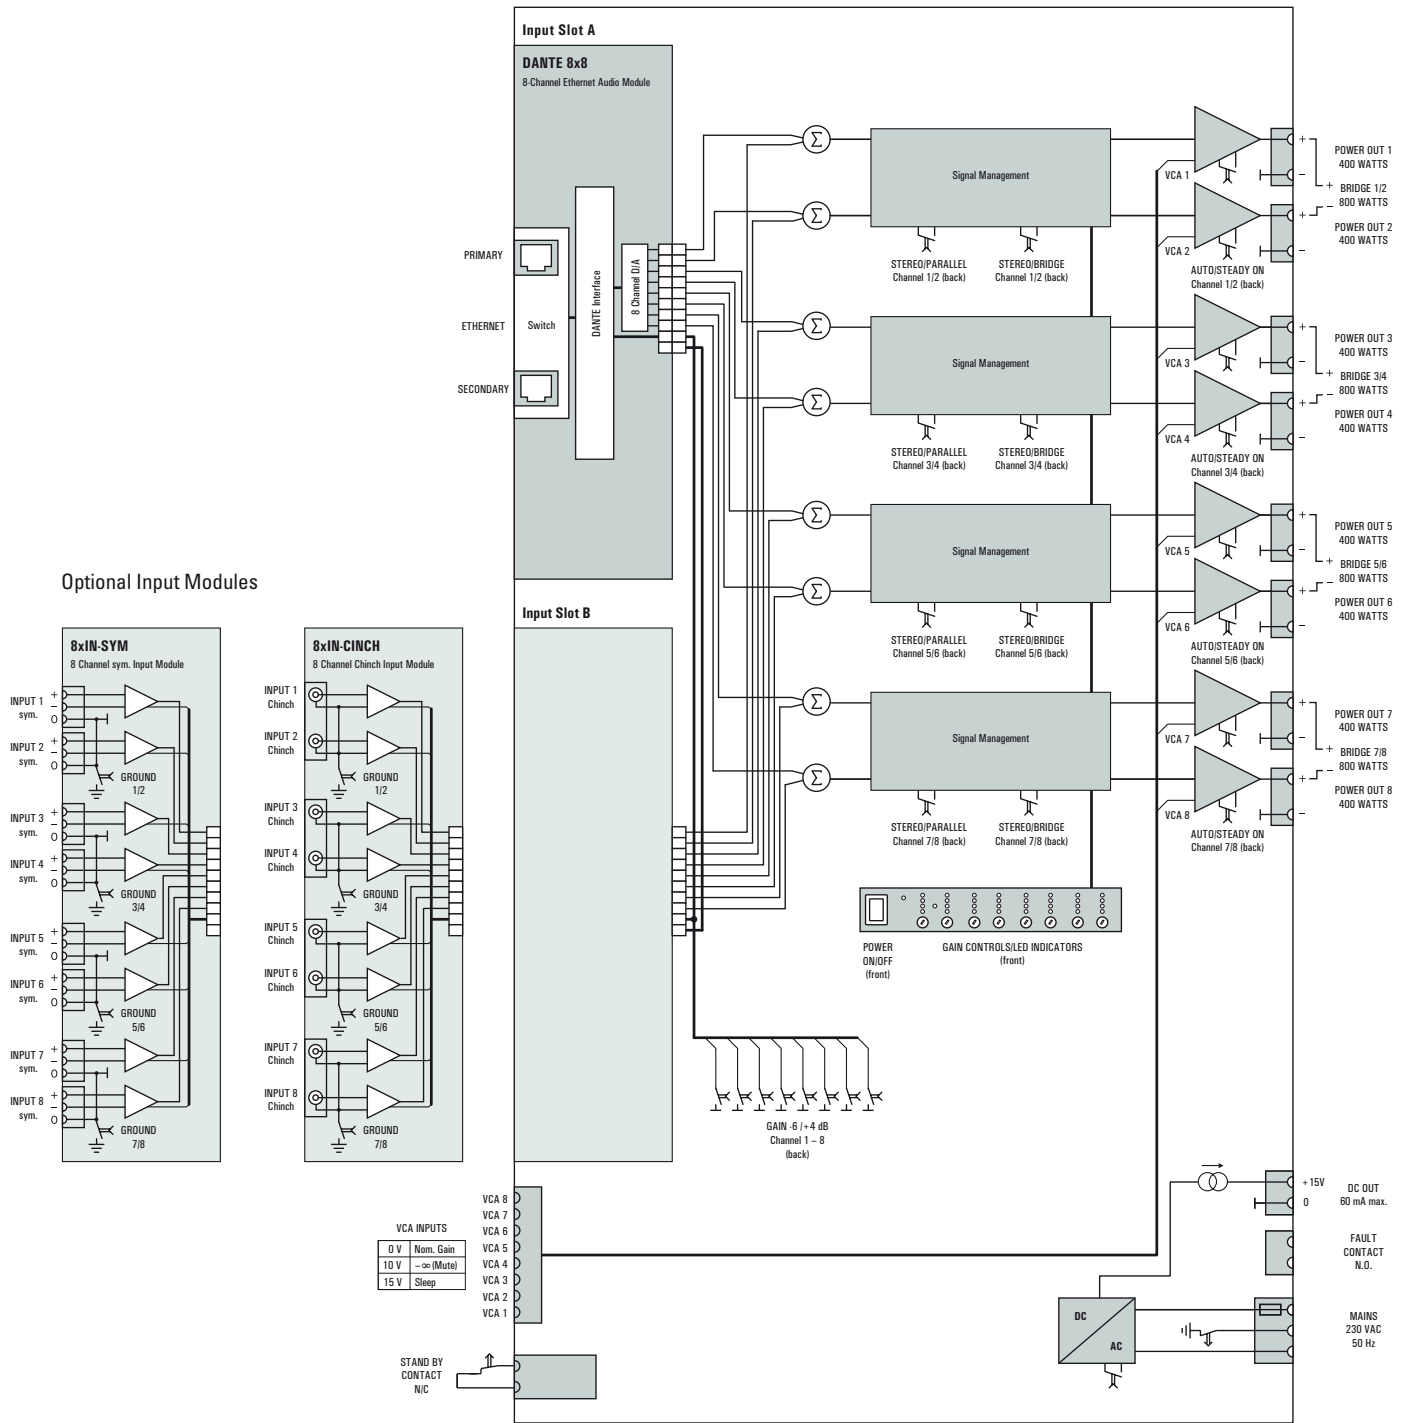 Input Slot A
DANTE 8x8
8-Channel Ethernet Audio Module
PRIMARY
ETHERNET
SECONDARY
Switch
DANTE Interface
8 Channel D/A
Σ
Σ
Signal Management
STEREO/PARALLEL
Channel 1/2 (back)
STEREO/BRIDGE
Channel 1/2 (back)
VCA 1
VCA 2
AUTO/STEADY ON
Channel 1/2 (back)
+
−
+
−
POWER OUT 1
400 WATTS
+ BRIDGE 1/2
− 800 WATTS
POWER OUT 2
400 WATTS
Σ
Σ
Signal Management
STEREO/PARALLEL
Channel 3/4 (back)
STEREO/BRIDGE
Channel 3/4 (back)
VCA 3
VCA 4
AUTO/STEADY ON
Channel 3/4 (back)
+
−
+
−
POWER OUT 3
400 WATTS
+ BRIDGE 3/4
− 800 WATTS
POWER OUT 4
400 WATTS
Σ
Σ
Signal Management
STEREO/PARALLEL
Channel 5/6 (back)
STEREO/BRIDGE
Channel 5/6 (back)
VCA 5
VCA 6
AUTO/STEADY ON
Channel 5/6 (back)
+
−
+
−
POWER OUT 5
400 WATTS
+ BRIDGE 5/6
− 800 WATTS
POWER OUT 6
400 WATTS
Σ
Σ
Signal Management
STEREO/PARALLEL
Channel 7/8 (back)
STEREO/BRIDGE
Channel 7/8 (back)
VCA 7
VCA 8
AUTO/STEADY ON
Channel 7/8 (back)
+
−
+
−
POWER OUT 7
400 WATTS
+ BRIDGE 7/8
− 800 WATTS
POWER OUT 8
400 WATTS
Optional Input Modules
8xIN-SYM
8 Channel sym. Input Module
INPUT 1
sym.
+
−
0
INPUT 2
sym.
+
−
0
GROUND
1/2
INPUT 3
sym.
+
−
0
INPUT 4
sym.
+
−
0
GROUND
3/4
INPUT 5
sym.
+
−
0
INPUT 6
sym.
+
−
0
GROUND
5/6
INPUT 7
sym.
+
−
0
INPUT 8
sym.
+
−
0
GROUND
7/8
8xIN-CINCH
8 Channel Chinch Input Module
INPUT 1
Chinch
INPUT 2
Chinch
GROUND
1/2
INPUT 3
Chinch
INPUT 4
Chinch
GROUND
3/4
INPUT 5
Chinch
INPUT 6
Chinch
GROUND
5/6
INPUT 7
Chinch
INPUT 8
Chinch
GROUND
7/8
Input Slot B
POWER
ON/OFF
(front)
GAIN CONTROLS/LED INDICATORS
(front)
GAIN -6 /+4 dB
Channel 1 – 8
(back)
VCA INPUTS
0 V Nom. Gain
10 V −∞ (Mute)
15 V Sleep
VCA 8
VCA 7
VCA 6
VCA 5
VCA 4
VCA 3
VCA 2
VCA 1
STAND BY
CONTACT
N/C
+15V
0
DC OUT
60 mA max.
FAULT
CONTACT
N.O.
DC
AC
MAINS
230 VAC
50 Hz